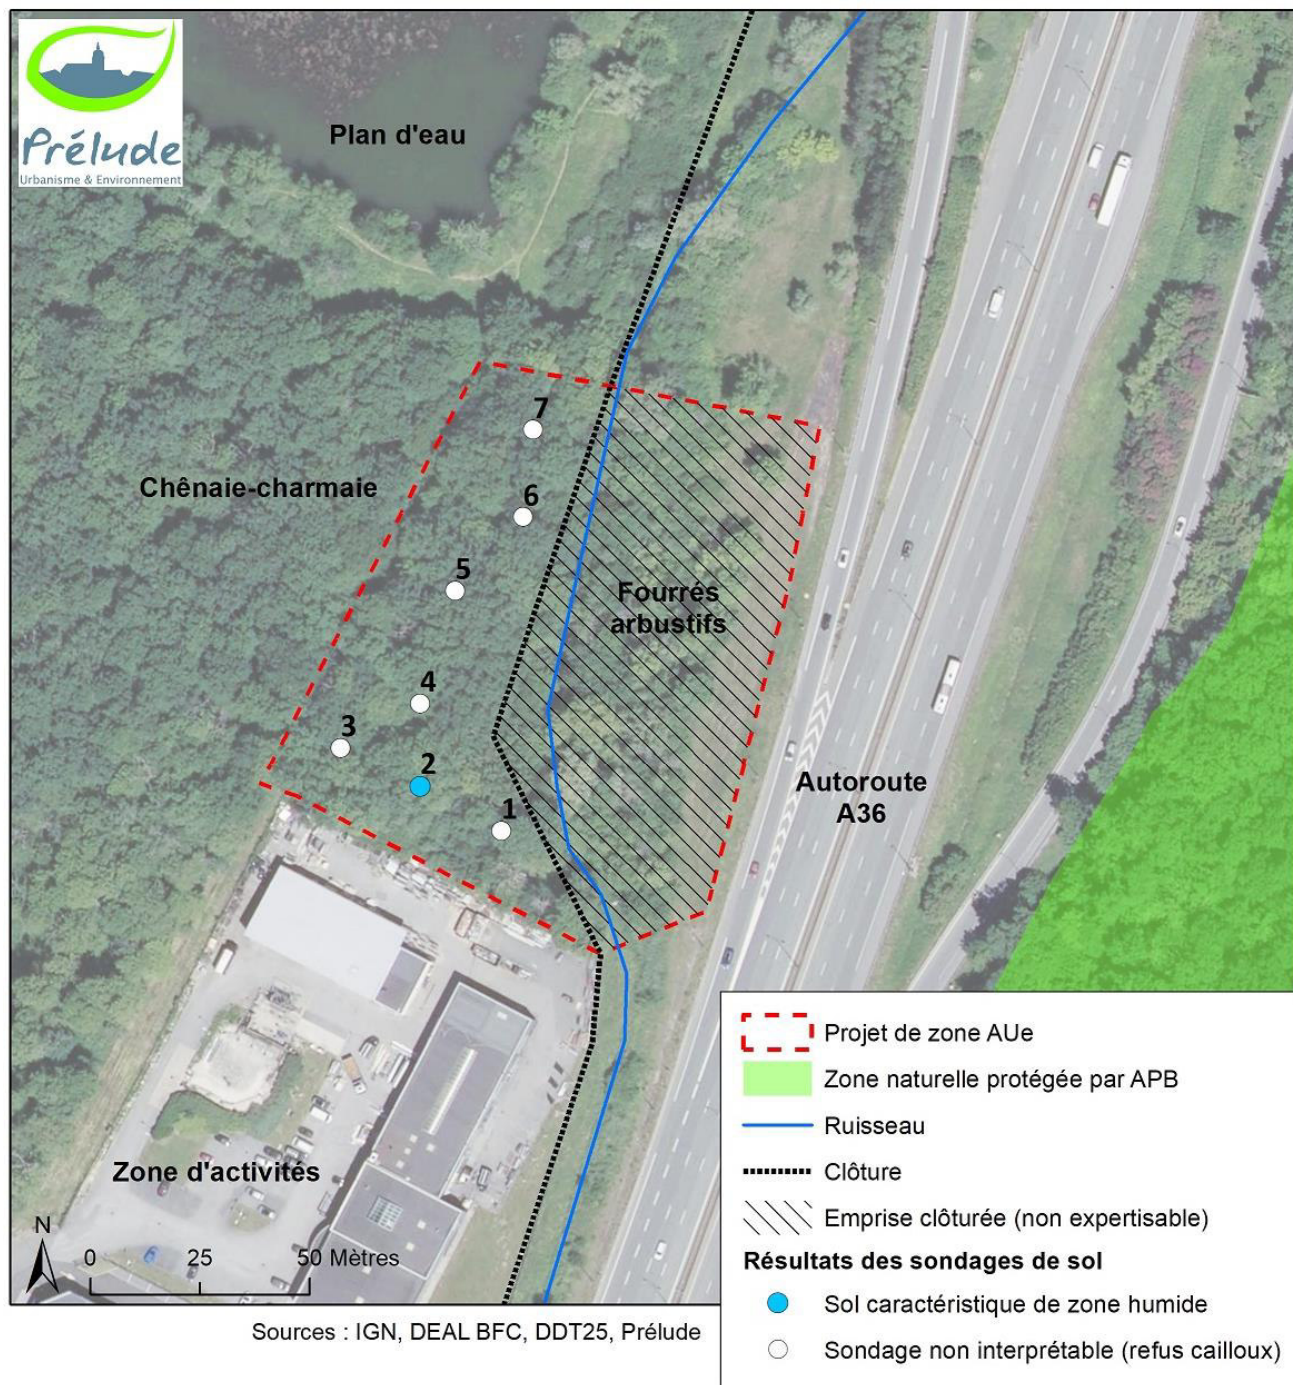 Prélude
Urbanisme & Environnement
Plan d'eau
Chênaie-charmaie
7
6
5
Fourrés
arbustifs
4
3
2
1
Autoroute
A36
Zone d'activités
N
0 25 50 Mètres
Projet de zone AUe
Zone naturelle protégée par APB
Ruisseau
Clôture
Emprise clôturée (non expertisable)
Résultats des sondages de sol
Sol caractéristique de zone humide
Sondage non interprétable (refus cailloux)
Sources : IGN, DEAL BFC, DDT25, Prélude